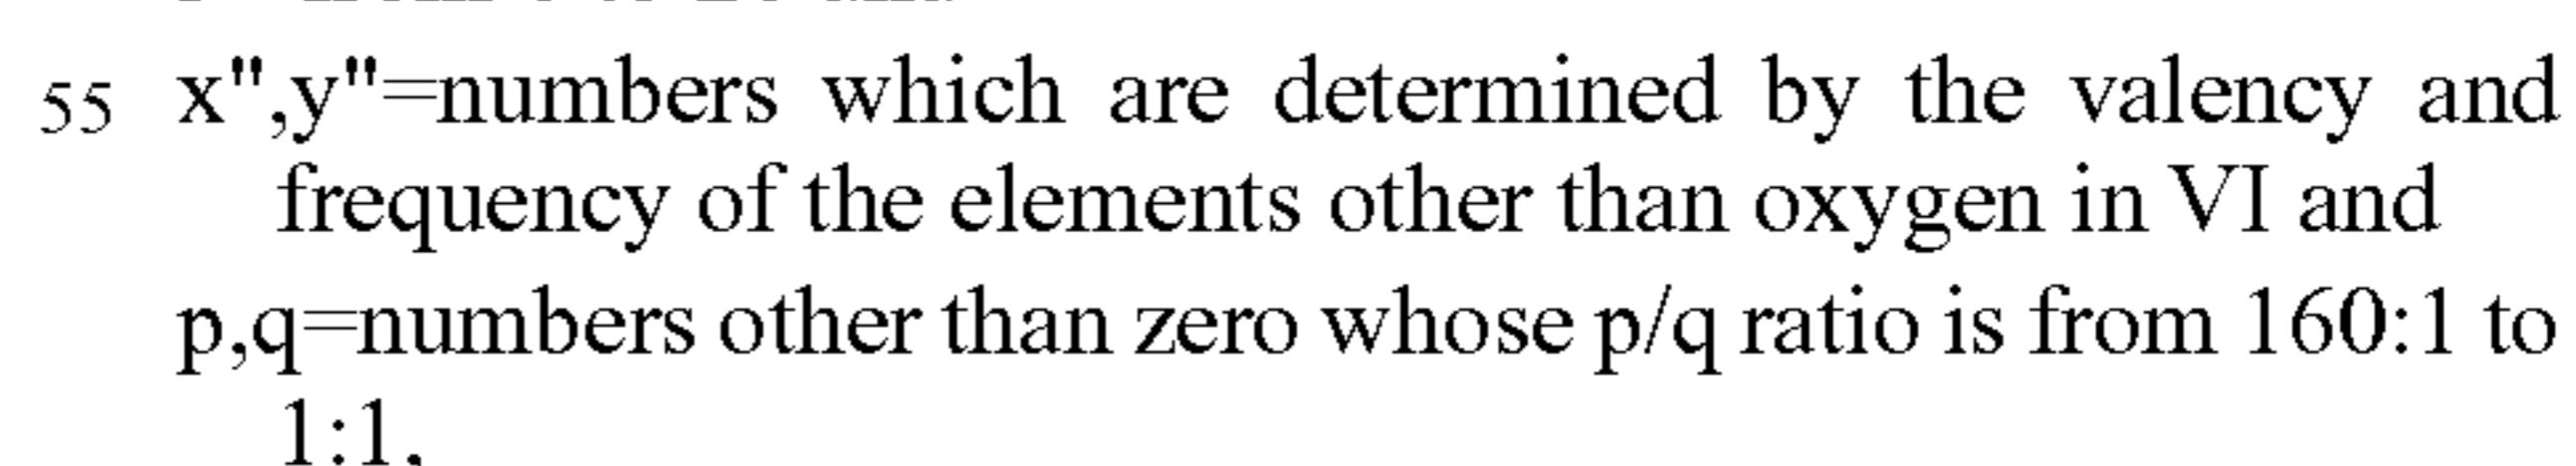 55 x",y"=numbers which are determined by the valency and
frequency of the elements other than oxygen in VI and
p,q=numbers other than zero whose p/q ratio is from 160:1 to
1:1,